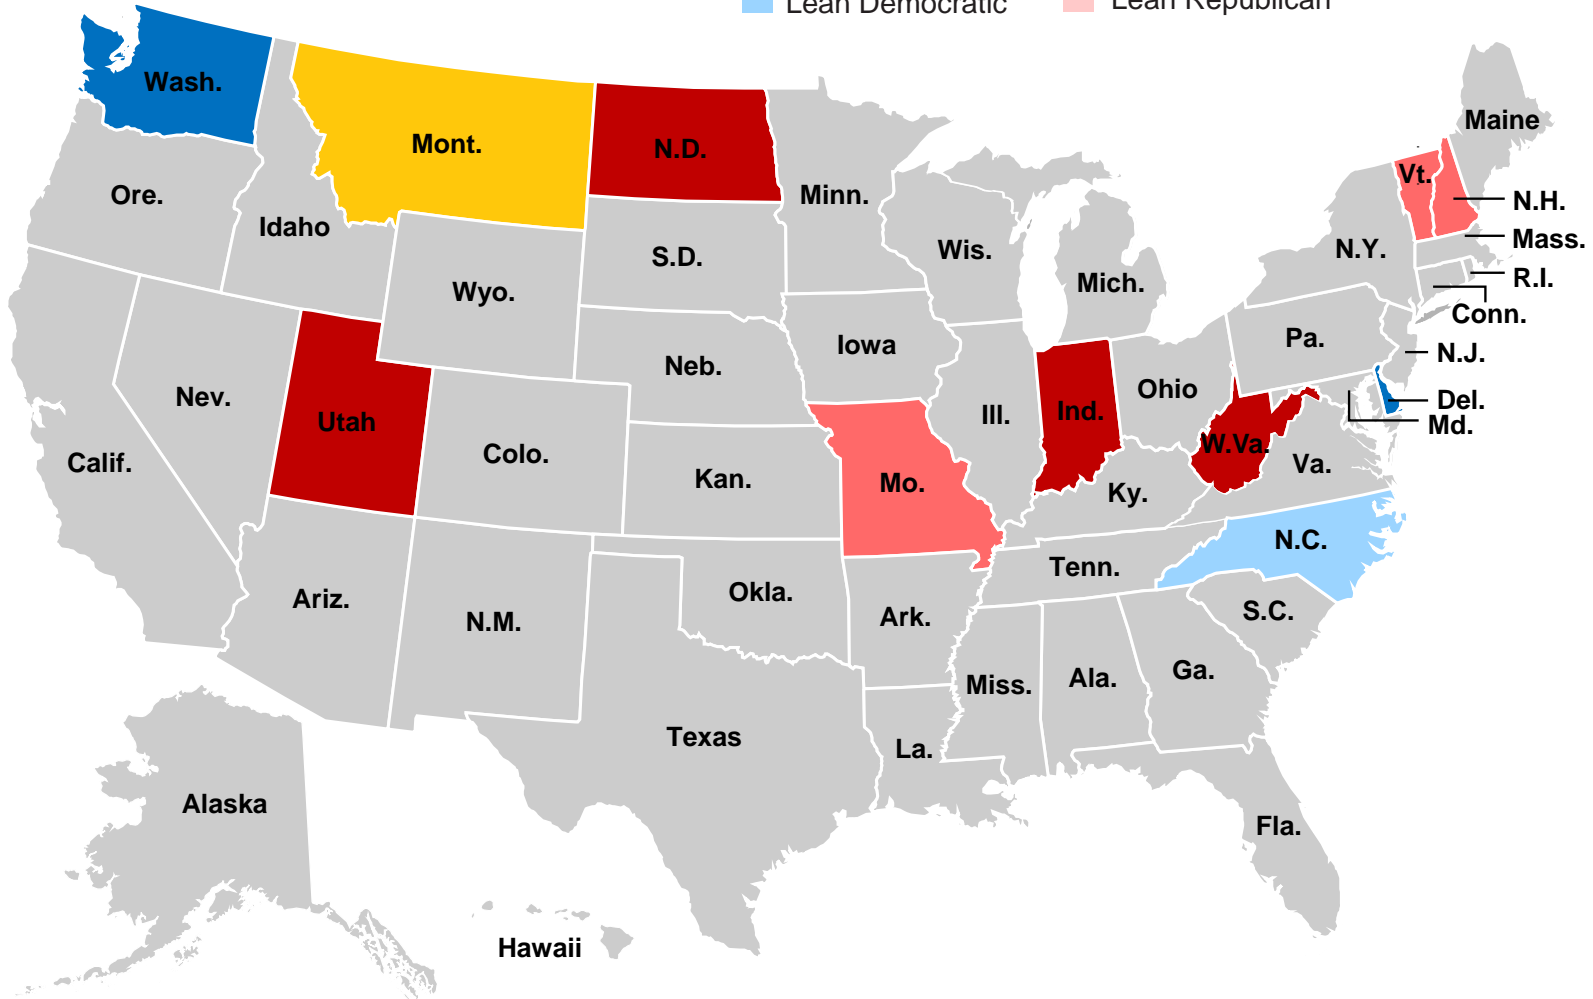 Lean Democratic
Lean Republican
Wash.
Mont.
N.D.
Minn.
Maine
Ore.
Idaho
Vt.
N.H.
Mass.
S.D.
Wis.
N.Y.
R.I.
Wyo.
Mich.
Conn.
Iowa
Pa.
N.J.
Neb.
Nev.
Utah
Ill.
Ind.
Ohio
Del.
Md.
Calif.
Colo.
Kan.
Mo.
Ky.
W.Va.
Va.
Ariz.
N.M.
Okla.
Ark.
Tenn.
N.C.
S.C.
Texas
La.
Miss.
Ala.
Ga.
Alaska
Hawaii
Fla.